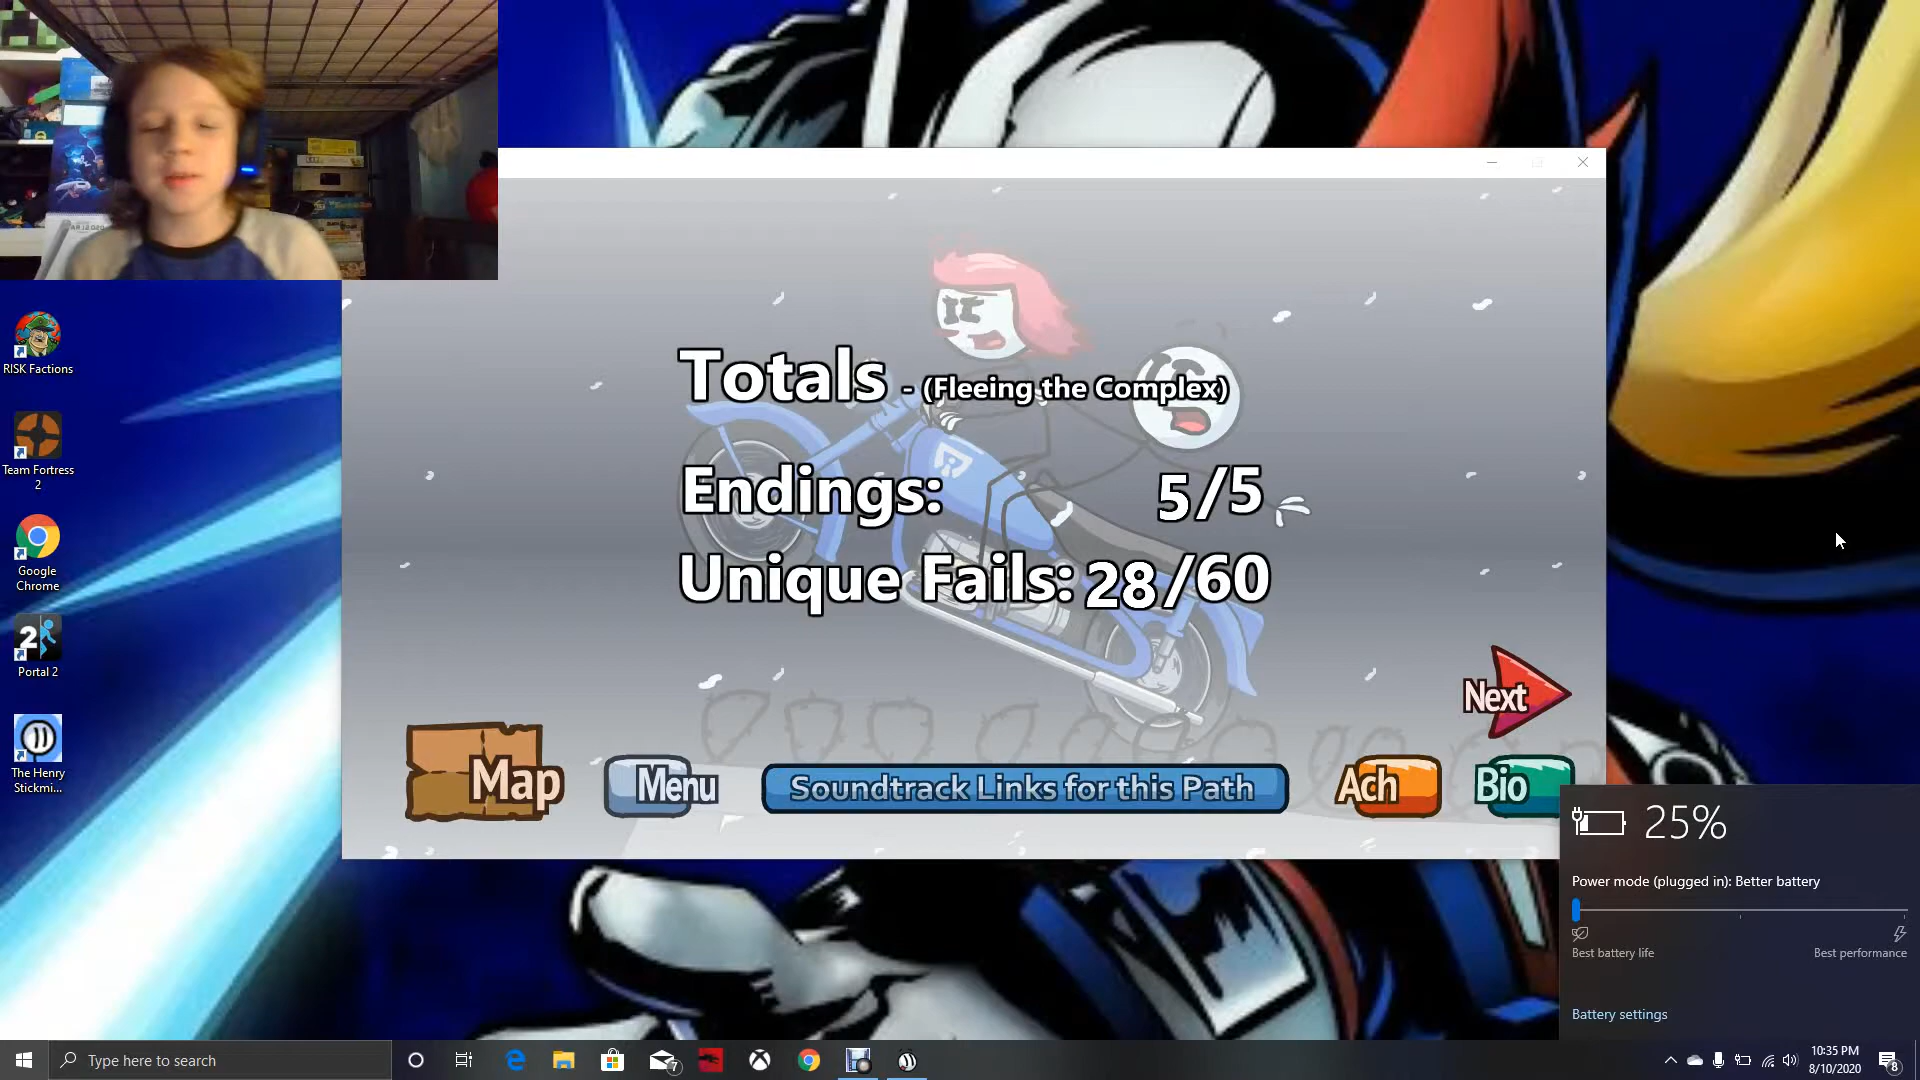 RISK Factions
Team Fortress
2
Google
Chrome
2
Portal 2
The Henry
Stickmi...
Totals - (Fleeing the Complex)
Endings: 5/5
Unique Fails: 28/60
Next
Map
Menu
Soundtrack Links for this Path
Ach
Bio
25%
Power mode (plugged in): Better battery
Best battery life
Best performance
Battery settings
Type here to search
7
10:35 PM
8/10/2020
8